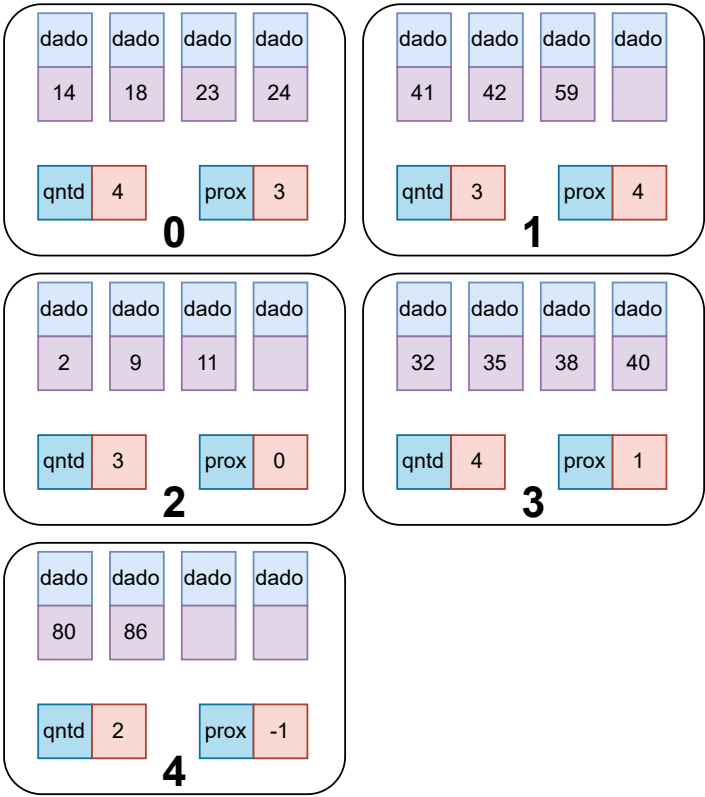 dado dado dado dado
14 18 23 24
qntd 4 prox 3
0
dado dado dado dado
41 42 59
qntd 3 prox 4
1
dado dado dado dado
2 9 11
qntd 3 prox 0
2
dado dado dado dado
32 35 38 40
qntd 4 prox 1
3
dado dado dado dado
80 86
qntd 2 prox -1
4